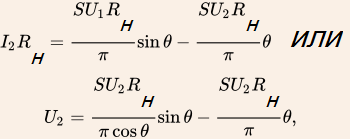 I₂R_Н = SU₁R_Н/π sin θ − SU₂R_Н/π θ ИЛИ
U₂ = SU₂R_Н/(π cos θ) sin θ − SU₂R_Н/π θ,